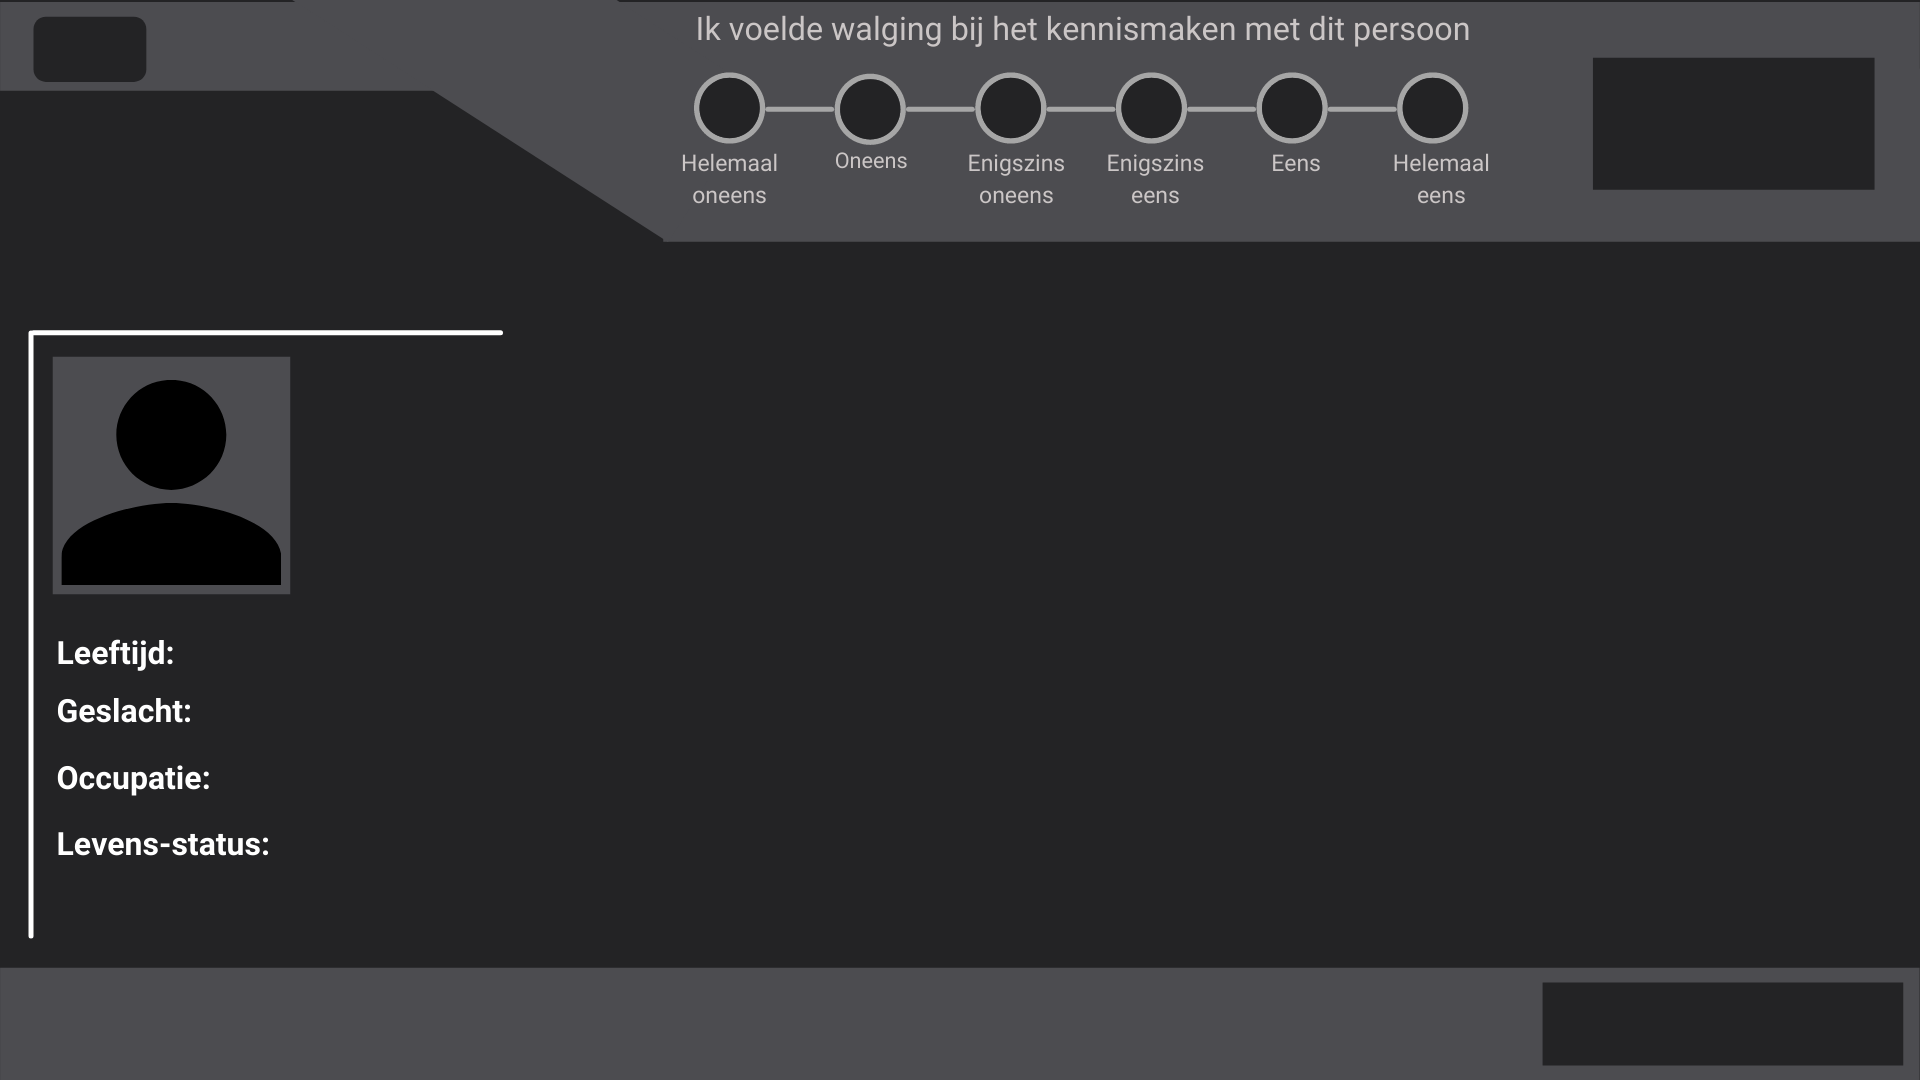 Ik voelde walging bij het kennismaken met dit persoon
Helemaal oneens
Oneens
Enigszins oneens
Enigszins eens
Eens
Helemaal eens
Leeftijd:
Geslacht:
Occupatie:
Levens-status: